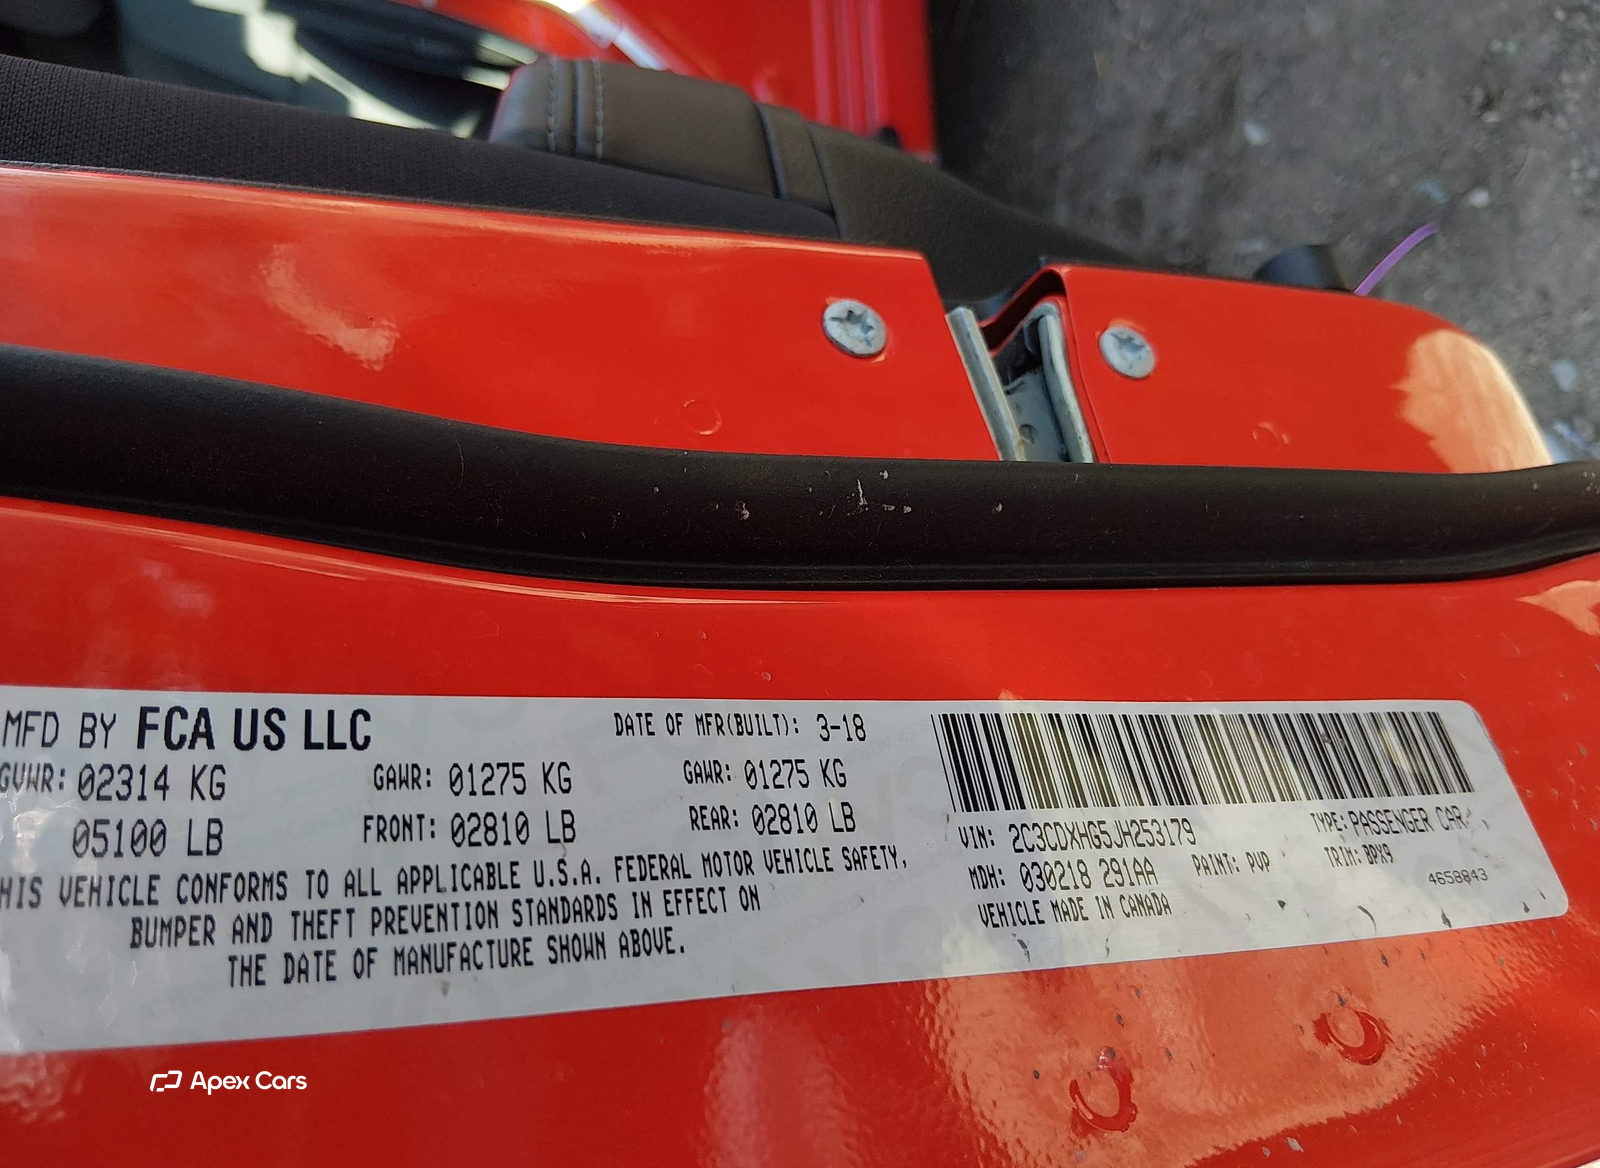 MFD BY FCA US LLC
DATE OF MFR(BUILT): 3-18
GVWR: 02314 KG
GAWR: 01275 KG
GAWR: 01275 KG
05100 LB
FRONT: 02810 LB
REAR: 02810 LB
HIS VEHICLE CONFORMS TO ALL APPLICABLE U.S.A. FEDERAL MOTOR VEHICLE SAFETY,
BUMPER AND THEFT PREVENTION STANDARDS IN EFFECT ON
THE DATE OF MANUFACTURE SHOWN ABOVE.
VIN: 2C3CDXHG5JH253179
TYPE: PASSENGER CAR
MDH: 030218 291AA
PAINT: PVP
TRIM: BPX9
VEHICLE MADE IN CANADA
4658843
Apex Cars